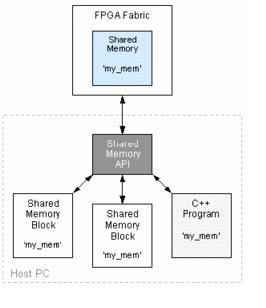 FPGA Fabric
Shared
Memory
'my_mem'
Shared
Memory
API
Shared
Memory
Block
'my_mem'
Shared
Memory
Block
'my_mem'
C++
Program
'my_mem'
Host PC